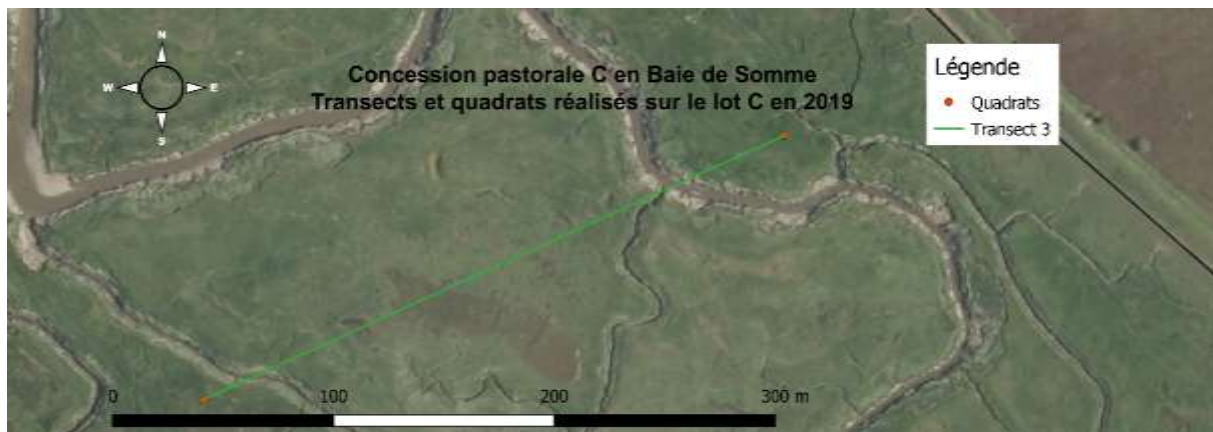 N
W E
S
Concession pastorale C en Baie de Somme
Transects et quadrats réalisés sur le lot C en 2019
Légende
Quadrats
Transect 3
0 100 200 300 m